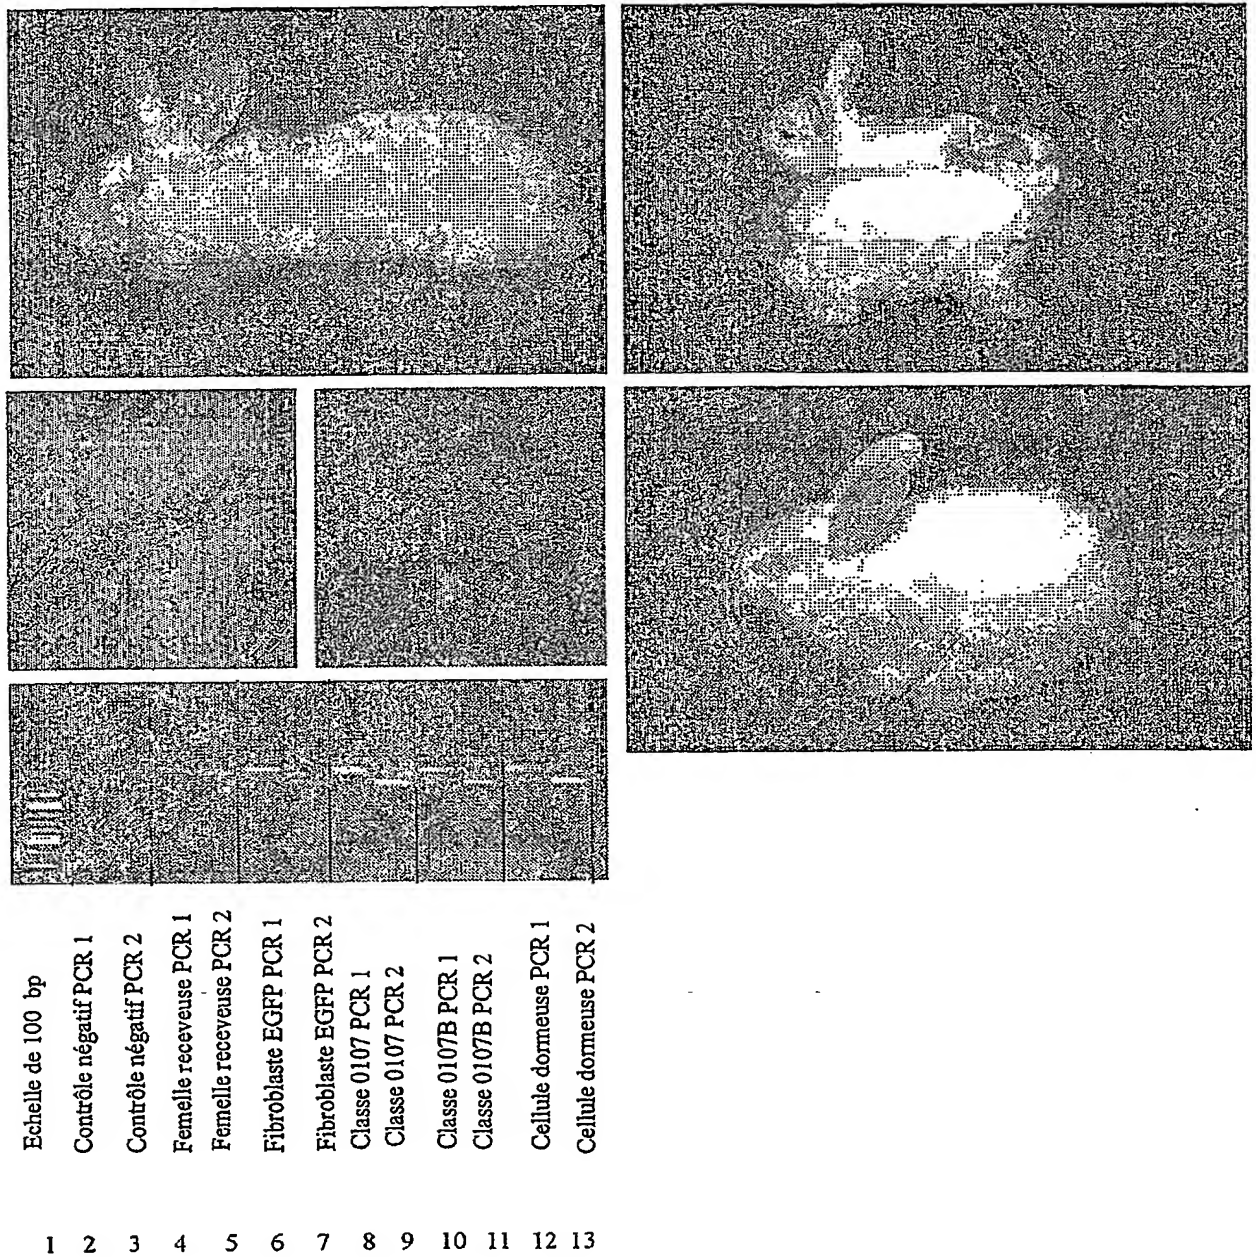 Echelle de 100 bp
Contrôle négatif PCR 1
Contrôle négatif PCR 2
Femelle receveuse PCR 1
Femelle receveuse PCR 2
Fibroblaste EGFP PCR 1
Fibroblaste EGFP PCR 2
Classe 0107 PCR 1
Classe 0107 PCR 2
Classe 0107B PCR 1
Classe 0107B PCR 2
Cellule dormeuse PCR 1
Cellule dormeuse PCR 2
1 2 3 4 5 6 7 8 9 10 11 12 13